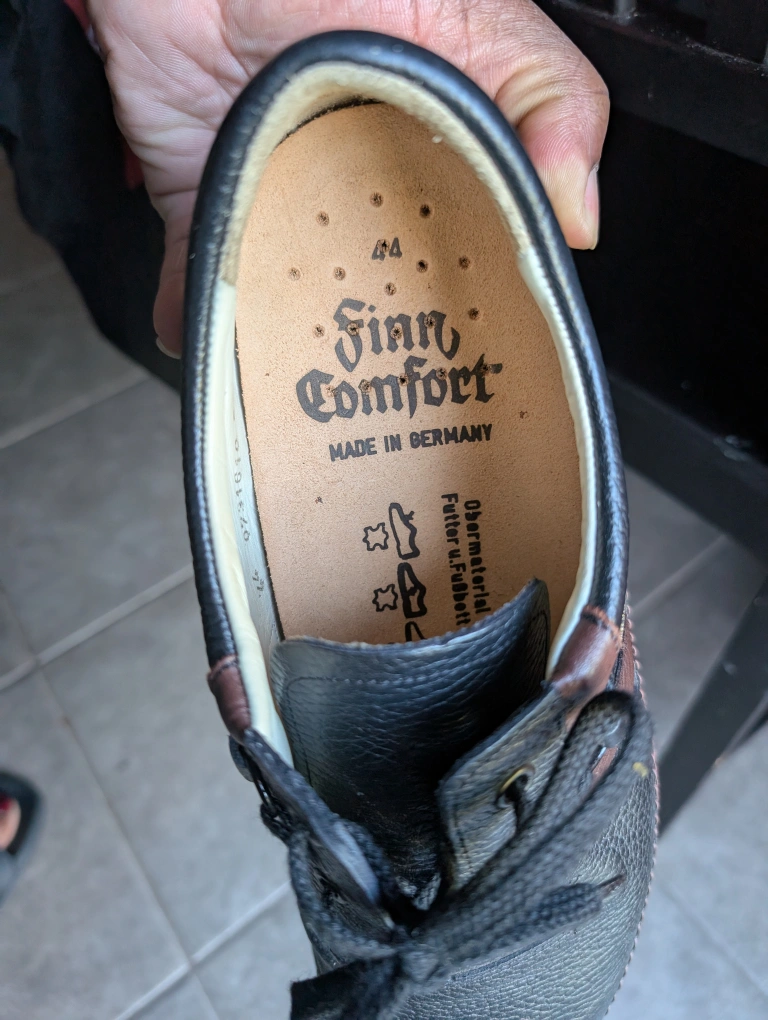 44
Finn
Comfort
MADE IN GERMANY
Obermaterial
Futter u. Fußbett